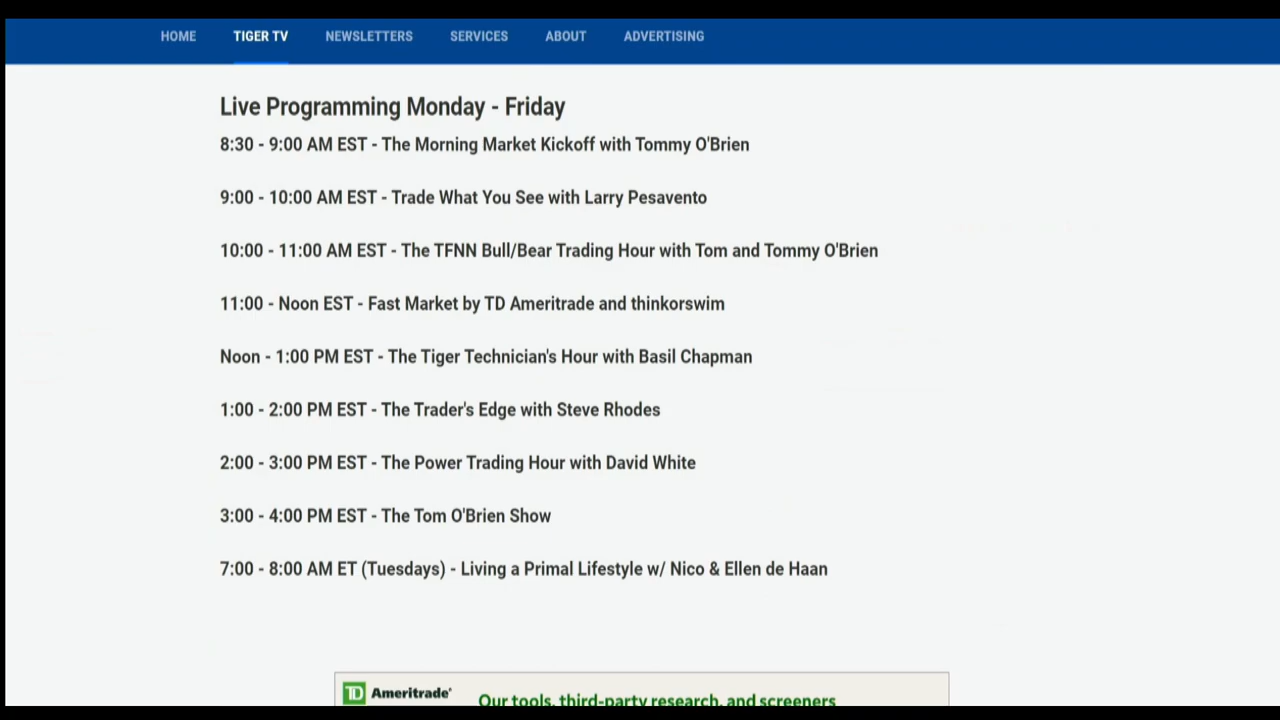 HOME TIGER TV NEWSLETTERS SERVICES ABOUT ADVERTISING
Live Programming Monday - Friday
8:30 - 9:00 AM EST - The Morning Market Kickoff with Tommy O'Brien
9:00 - 10:00 AM EST - Trade What You See with Larry Pesavento
10:00 - 11:00 AM EST - The TFNN Bull/Bear Trading Hour with Tom and Tommy O'Brien
11:00 - Noon EST - Fast Market by TD Ameritrade and thinkorswim
Noon - 1:00 PM EST - The Tiger Technician's Hour with Basil Chapman
1:00 - 2:00 PM EST - The Trader's Edge with Steve Rhodes
2:00 - 3:00 PM EST - The Power Trading Hour with David White
3:00 - 4:00 PM EST - The Tom O'Brien Show
7:00 - 8:00 AM ET (Tuesdays) - Living a Primal Lifestyle w/ Nico & Ellen de Haan
TD Ameritrade®
Our tools, third-party research, and screeners